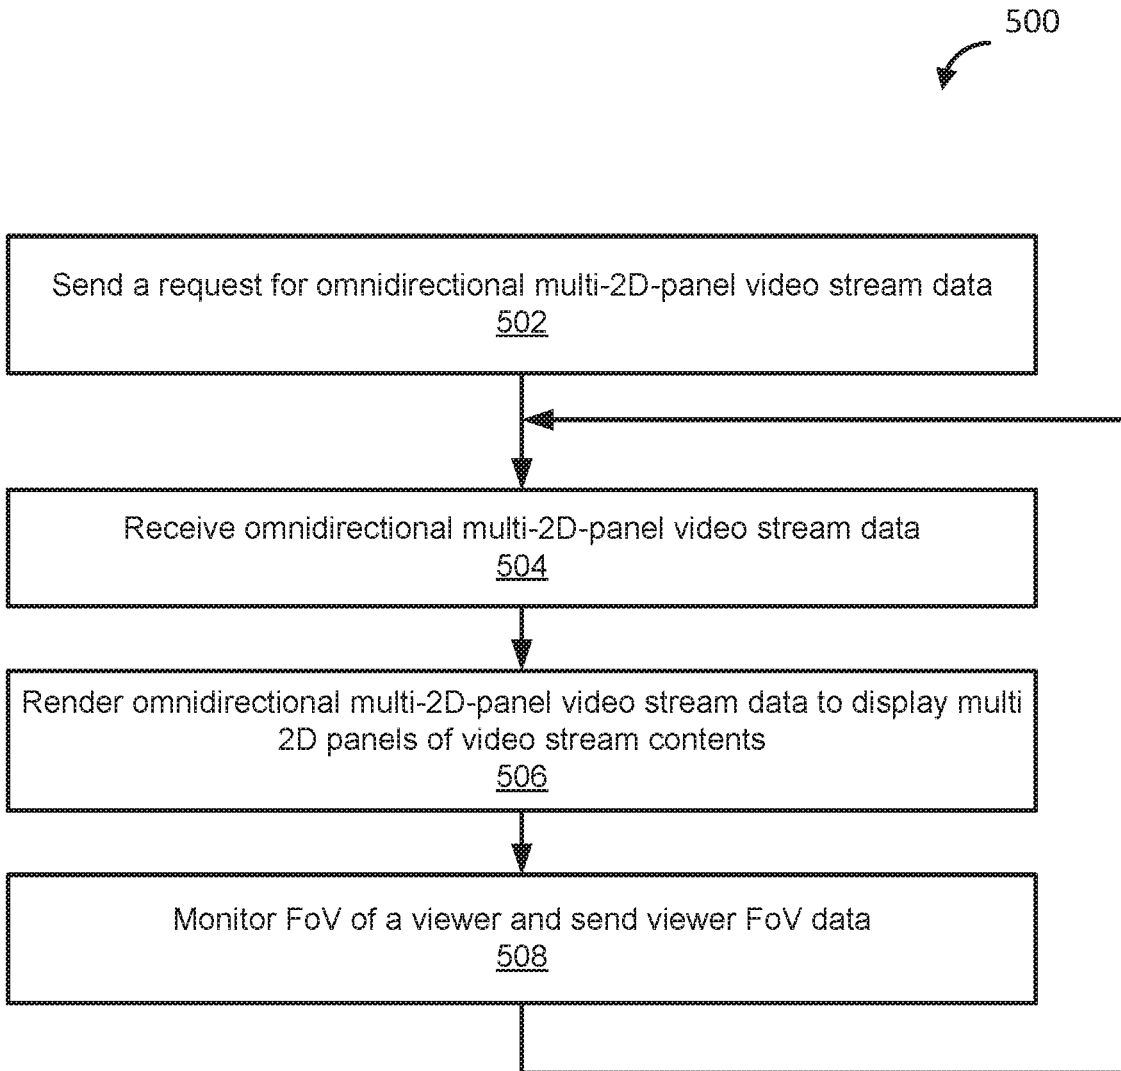 500
Send a request for omnidirectional multi-2D-panel video stream data
502
Receive omnidirectional multi-2D-panel video stream data
504
Render omnidirectional multi-2D-panel video stream data to display multi
2D panels of video stream contents
506
Monitor FoV of a viewer and send viewer FoV data
508